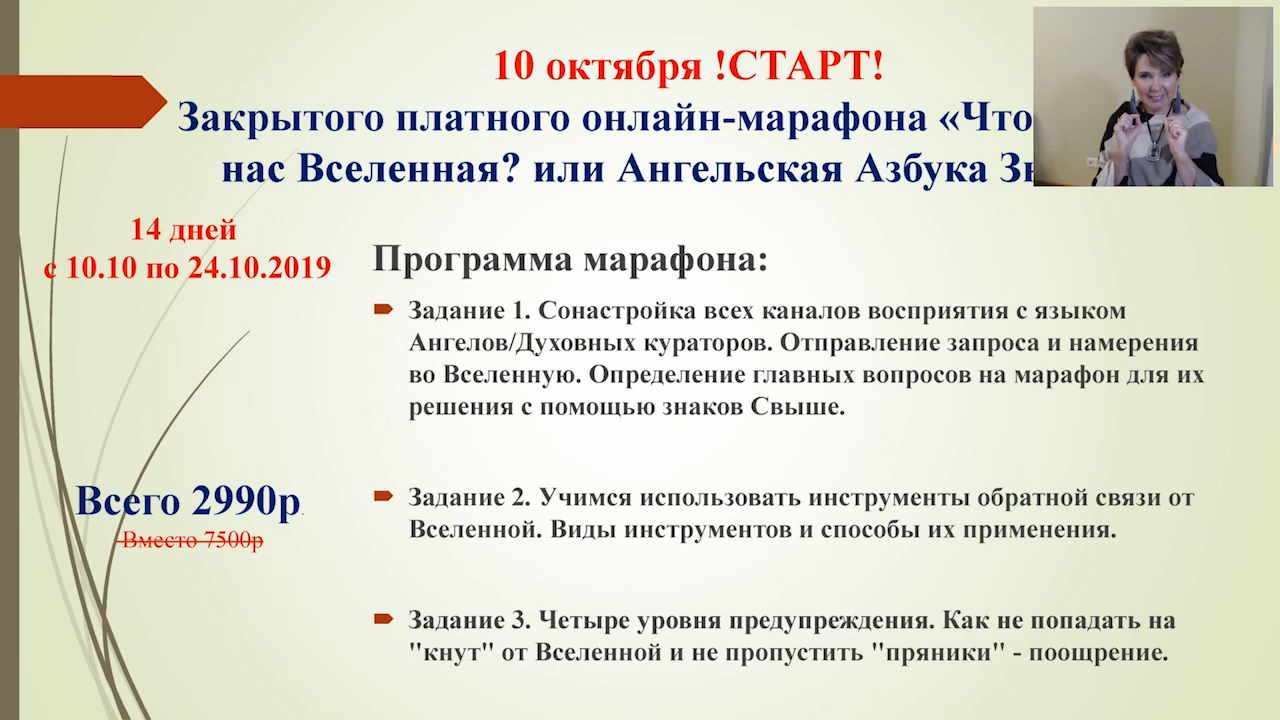 10 октября !СТАРТ!
Закрытого платного онлайн-марафона «Что
нас Вселенная? или Ангельская Азбука
14 дней
с 10.10 по 24.10.2019
Всего 2990р.
Вместо 7500р
Программа марафона:
Задание 1. Сонастройка всех каналов восприятия с языком
Ангелов/Духовных кураторов. Отправление запроса и намерения
во Вселенную. Определение главных вопросов на марафон для их
решения с помощью знаков Свыше.
Задание 2. Учимся использовать инструменты обратной связи от
Вселенной. Виды инструментов и способы их применения.
Задание 3. Четыре уровня предупреждения. Как не попадать на
"кнут" от Вселенной и не пропустить "пряники" - поощрение.